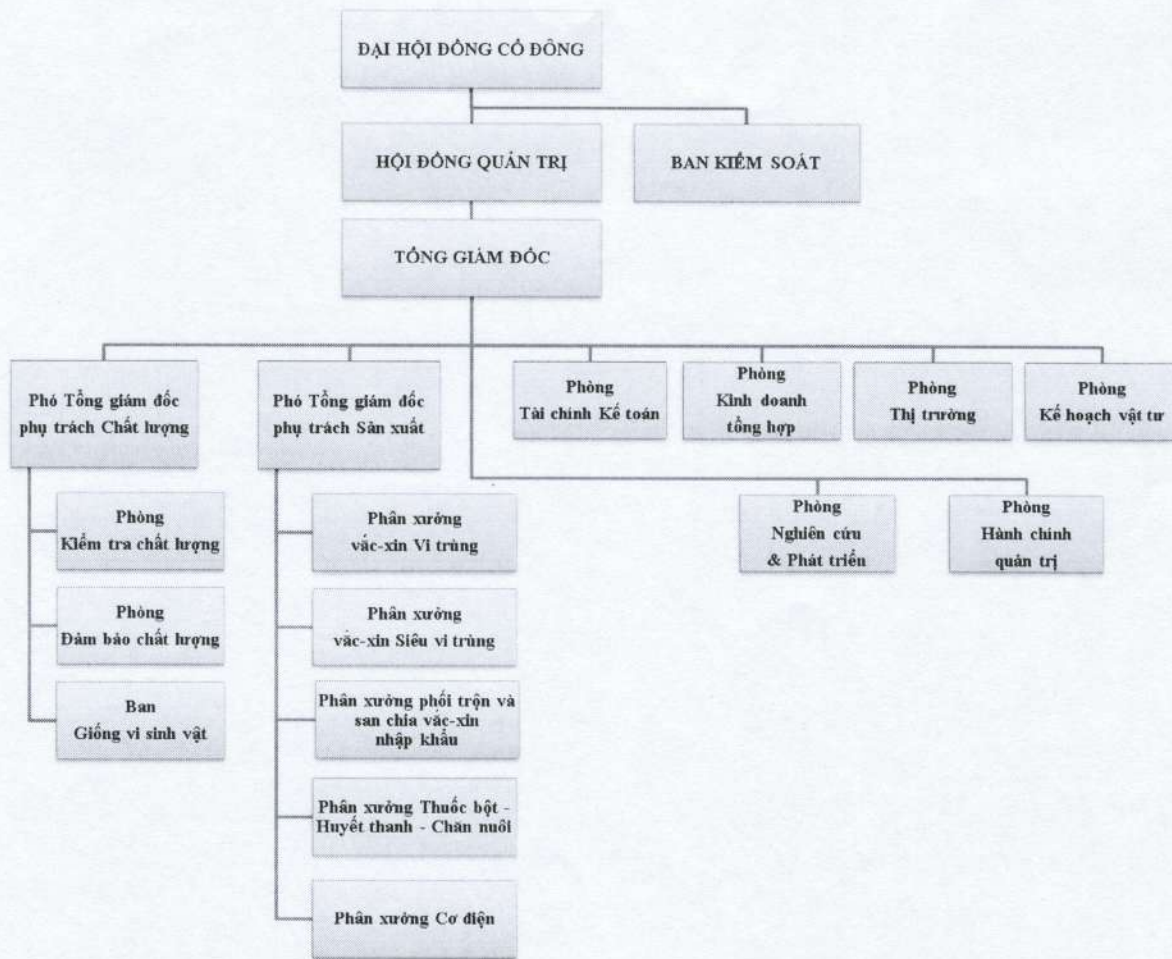 ĐẠI HỘI ĐỒNG CỔ ĐÔNG
HỘI ĐỒNG QUẢN TRỊ
BAN KIỂM SOÁT
TỔNG GIÁM ĐỐC
Phó Tổng giám đốc
phụ trách Chất lượng
Phó Tổng giám đốc
phụ trách Sản xuất
Phòng
Tài chính Kế toán
Phòng
Kinh doanh
tổng hợp
Phòng
Thị trường
Phòng
Kế hoạch vật tư
Phòng
Nghiên cứu
& Phát triển
Phòng
Hành chính
quản trị
Phòng
Kiểm tra chất lượng
Phòng
Đảm bảo chất lượng
Ban
Giống vi sinh vật
Phân xưởng
vắc-xin Vi trùng
Phân xưởng
vắc-xin Siêu vi trùng
Phân xưởng phối trộn và
san chia vắc-xin
nhập khẩu
Phân xưởng Thuốc bột -
Huyết thanh - Chăn nuôi
Phân xưởng Cơ điện